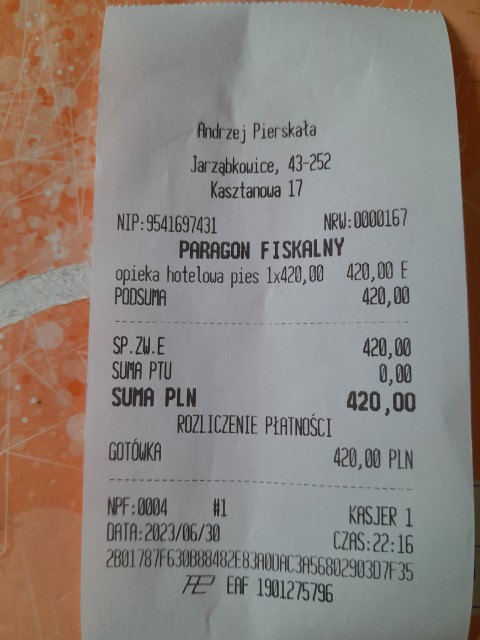 Andrzej Pierskała
Jarząbkowice, 43-252
Kasztanowa 17
NIP:9541697431 NRW:0000167
PARAGON FISKALNY
opieka hotelowa pies 1x420,00 420,00 E
PODSUMA 420,00
SP.ZW.E 420,00
SUMA PTU 0,00
SUMA PLN 420,00
ROZLICZENIE PŁATNOŚCI
GOTÓWKA 420,00 PLN
NPF:0004 #1 KASJER 1
DATA:2023/06/30 CZAS:22:16
2B01787F630B88482E83A0DAC3A56802903D7F35
EAF 1901275796